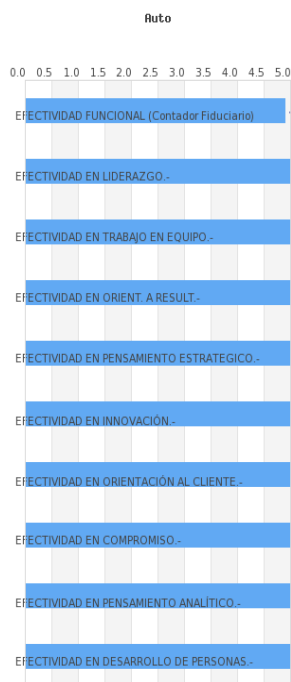 Auto
0.0 0.5 1.0 1.5 2.0 2.5 3.0 3.5 4.0 4.5 5.0
EFECTIVIDAD FUNCIONAL (Contador Fiduciario)
EFECTIVIDAD EN LIDERAZGO.-
EFECTIVIDAD EN TRABAJO EN EQUIPO.-
EFECTIVIDAD EN ORIENT. A RESULT.-
EFECTIVIDAD EN PENSAMIENTO ESTRATEGICO.-
EFECTIVIDAD EN INNOVACIÓN.-
EFECTIVIDAD EN ORIENTACIÓN AL CLIENTE.-
EFECTIVIDAD EN COMPROMISO.-
EFECTIVIDAD EN PENSAMIENTO ANALÍTICO.-
EFECTIVIDAD EN DESARROLLO DE PERSONAS.-